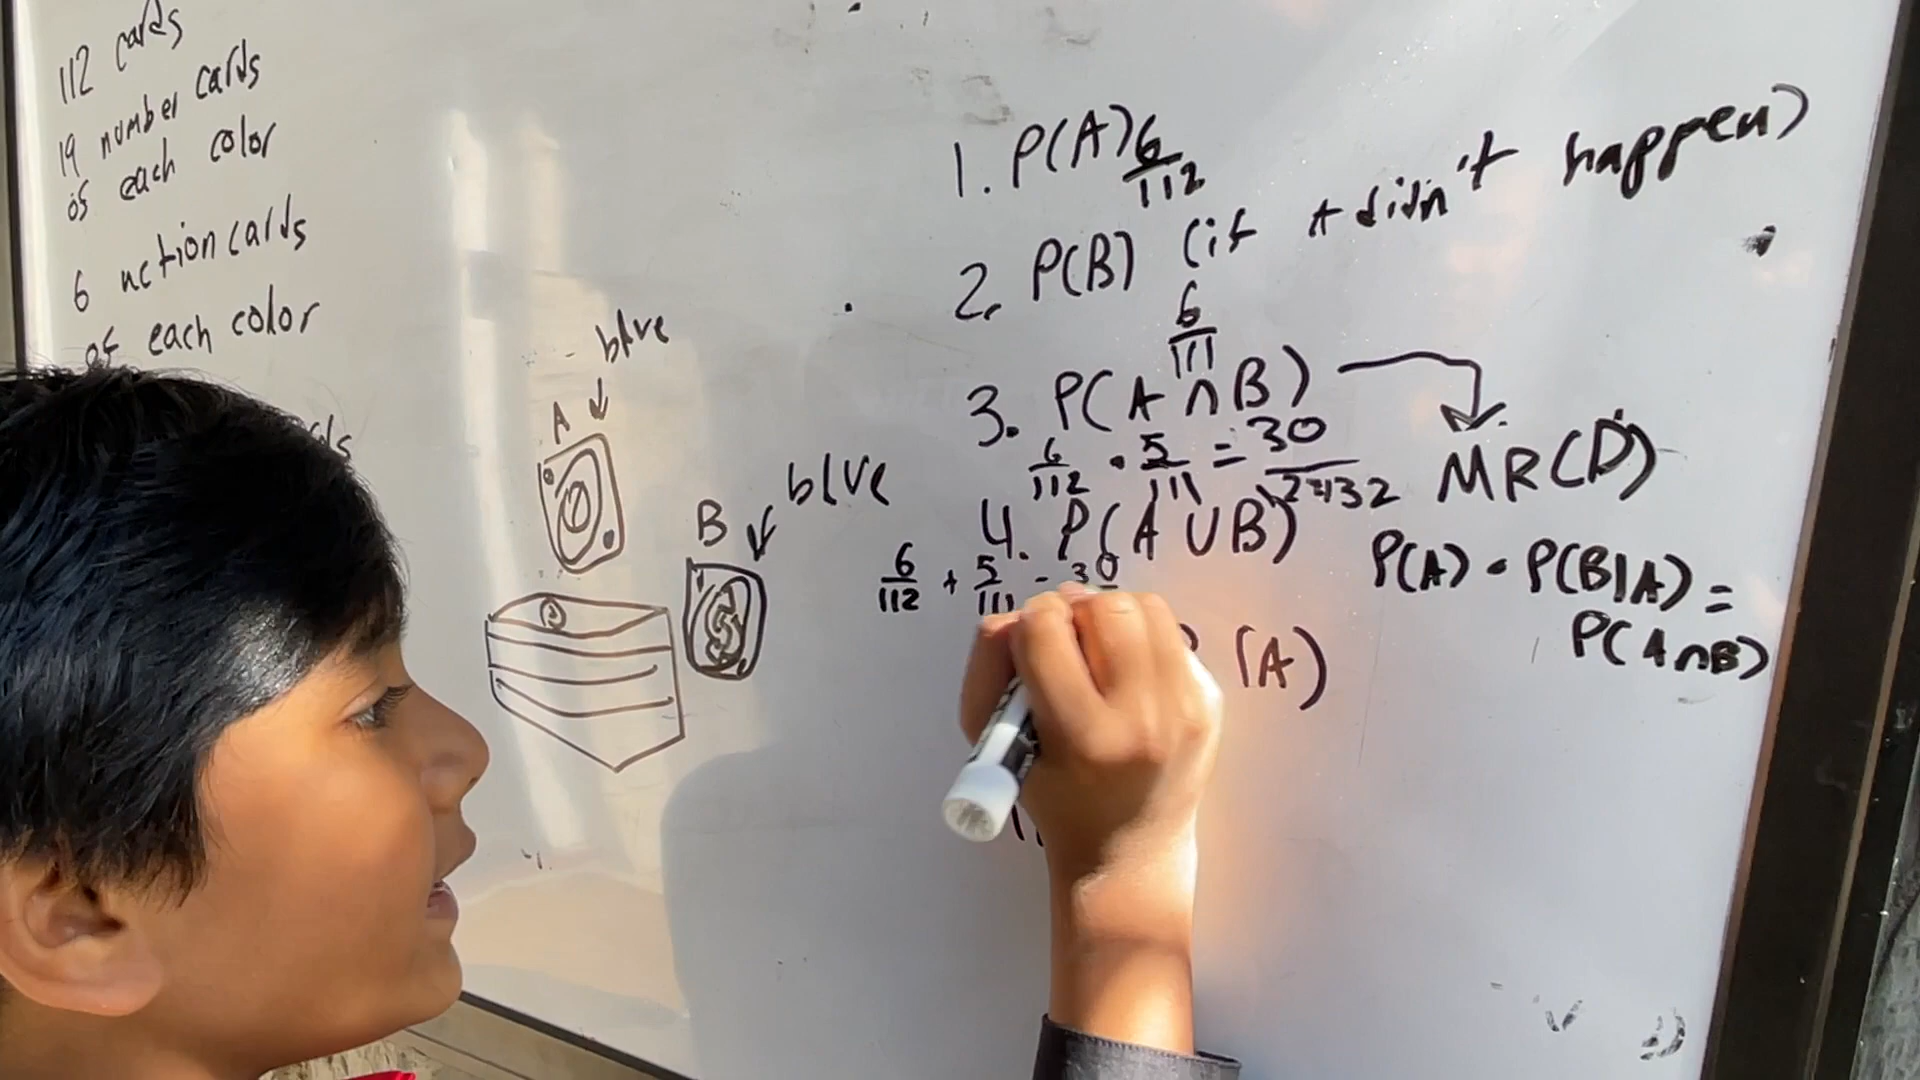 112 cards
19 number cards
of each color
6 action cards
of each color
blue
A
blue
B
1. P(A) 6/112
2. P(B) (if A didn't happen)
6/111
3. P(A ∩ B)
6/112 · 5/111 = 30/12432
MR(D)
4. P(A ∪ B)
6/112 + 5/111 - 30
P(A) · P(B|A) =
P(A∩B)
(A)